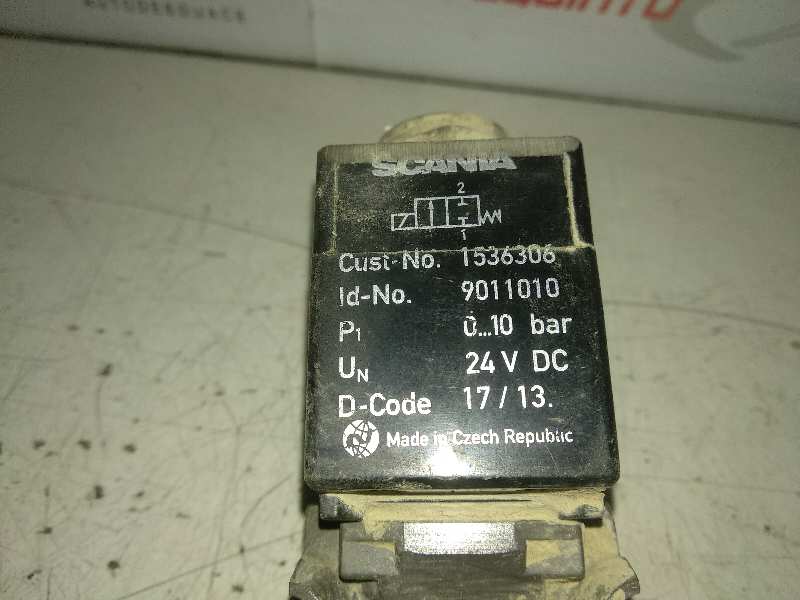 AUTODESGUACE
SCANIA
2
1
Cust-No. 1536306
Id-No. 9011010
P1 0...10 bar
UN 24 V DC
D-Code 17 / 13.
Made in Czech Republic